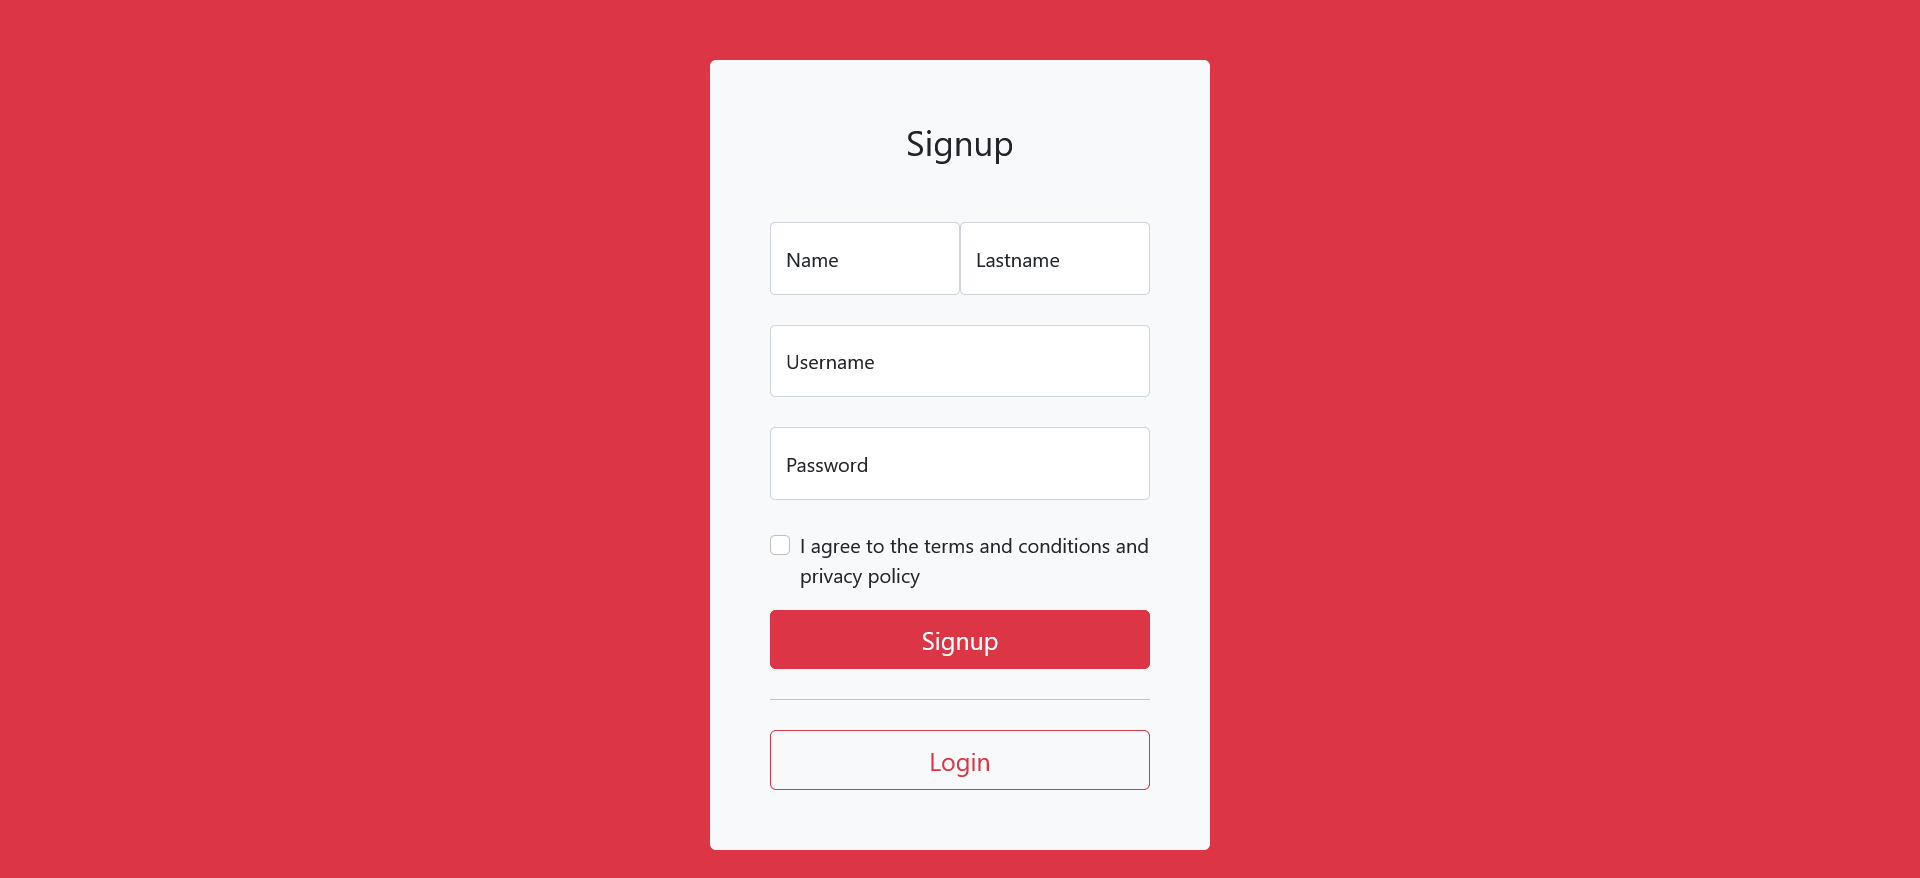 Signup
Name Lastname
Username
Password
I agree to the terms and conditions and
privacy policy
Signup
Login